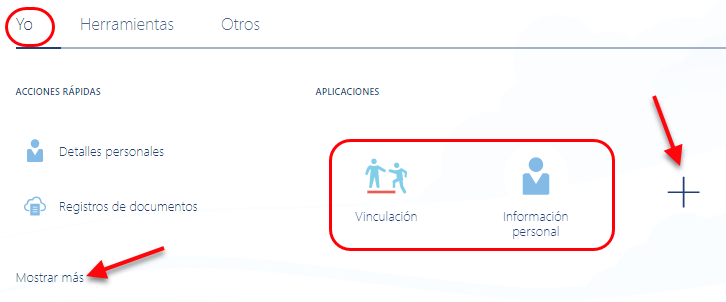 Yo Herramientas Otros
ACCIONES RÁPIDAS
Detalles personales
Registros de documentos
Mostrar más
APLICACIONES
Vinculación
Información
personal